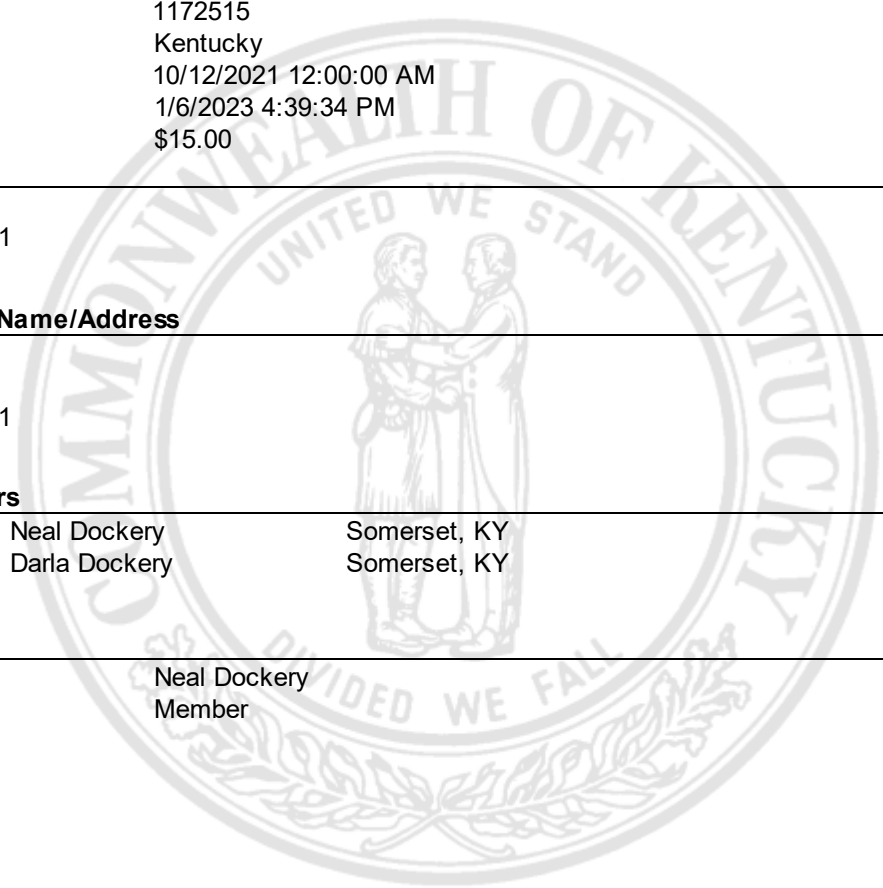 1172515
Kentucky
10/12/2021 12:00:00 AM
1/6/2023 4:39:34 PM
$15.00
1
Name/Address
1
rs
Neal Dockery Somerset, KY
Darla Dockery Somerset, KY
Neal Dockery
Member
COMMONWEALTH OF KENTUCKY
UNITED WE STAND
DIVIDED WE FALL